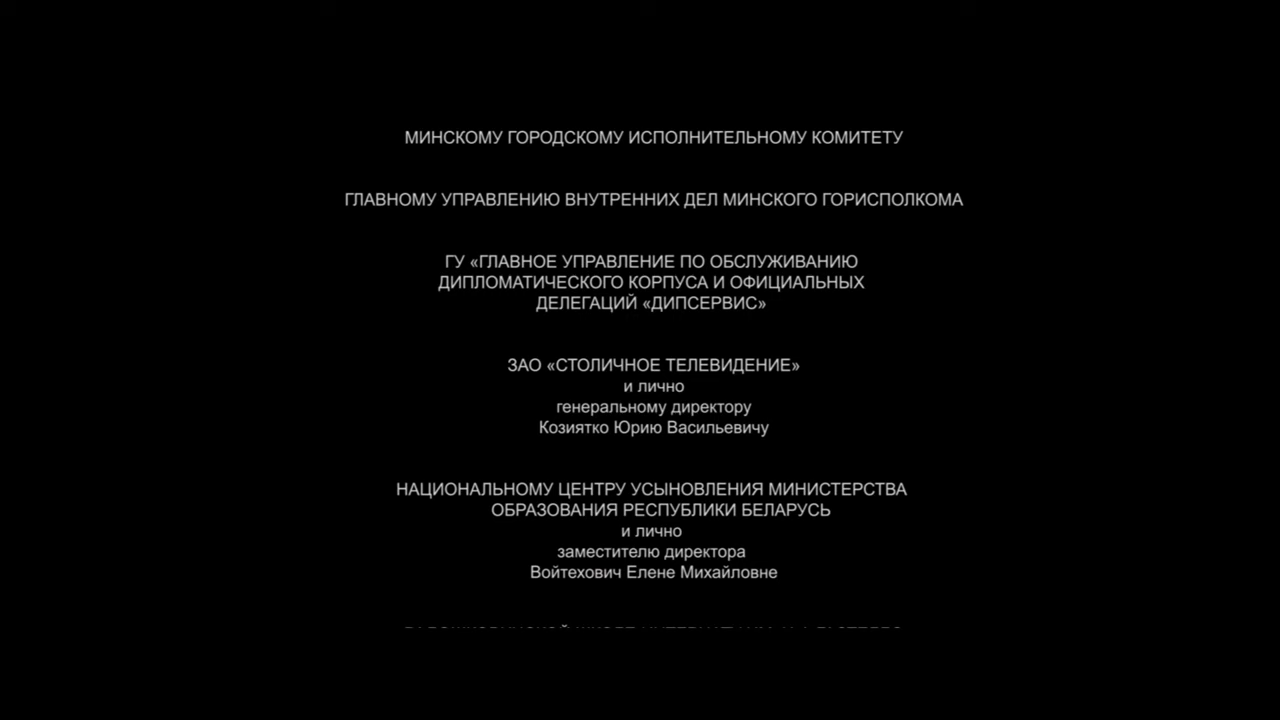 МИНСКОМУ ГОРОДСКОМУ ИСПОЛНИТЕЛЬНОМУ КОМИТЕТУ
ГЛАВНОМУ УПРАВЛЕНИЮ ВНУТРЕННИХ ДЕЛ МИНСКОГО ГОРИСПОЛКОМА
ГУ «ГЛАВНОЕ УПРАВЛЕНИЕ ПО ОБСЛУЖИВАНИЮ
ДИПЛОМАТИЧЕСКОГО КОРПУСА И ОФИЦИАЛЬНЫХ
ДЕЛЕГАЦИЙ «ДИПСЕРВИС»
ЗАО «СТОЛИЧНОЕ ТЕЛЕВИДЕНИЕ»
и лично
генеральному директору
Козиятко Юрию Васильевичу
НАЦИОНАЛЬНОМУ ЦЕНТРУ УСЫНОВЛЕНИЯ МИНИСТЕРСТВА
ОБРАЗОВАНИЯ РЕСПУБЛИКИ БЕЛАРУСЬ
и лично
заместителю директора
Войтехович Елене Михайловне